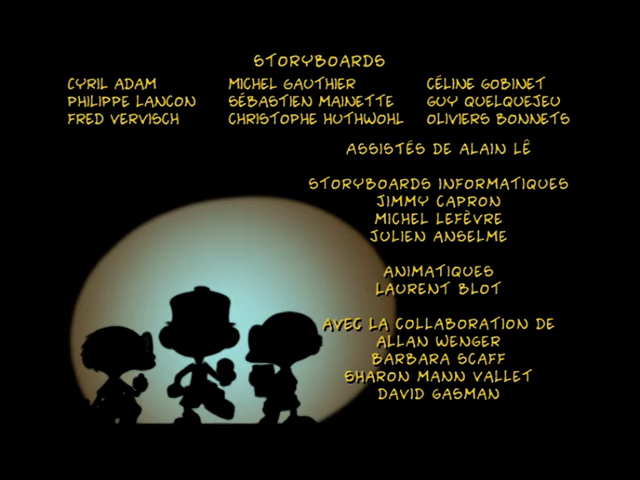 STORYBOARDS
CYRIL ADAM MICHEL GAUTHIER CÉLINE GOBINET
PHILIPPE LANCON SÉBASTIEN MAINETTE GUY QUELQUEJEU
FRED VERVISCH CHRISTOPHE HUTHWOHL OLIVIERS BONNETS
ASSISTÉS DE ALAIN LÊ
STORYBOARDS INFORMATIQUES
JIMMY CAPRON
MICHEL LEFÈVRE
JULIEN ANSELME
ANIMATIQUES
LAURENT BLOT
AVEC LA COLLABORATION DE
ALLAN WENGER
BARBARA SCAFF
SHARON MANN VALLET
DAVID GASMAN